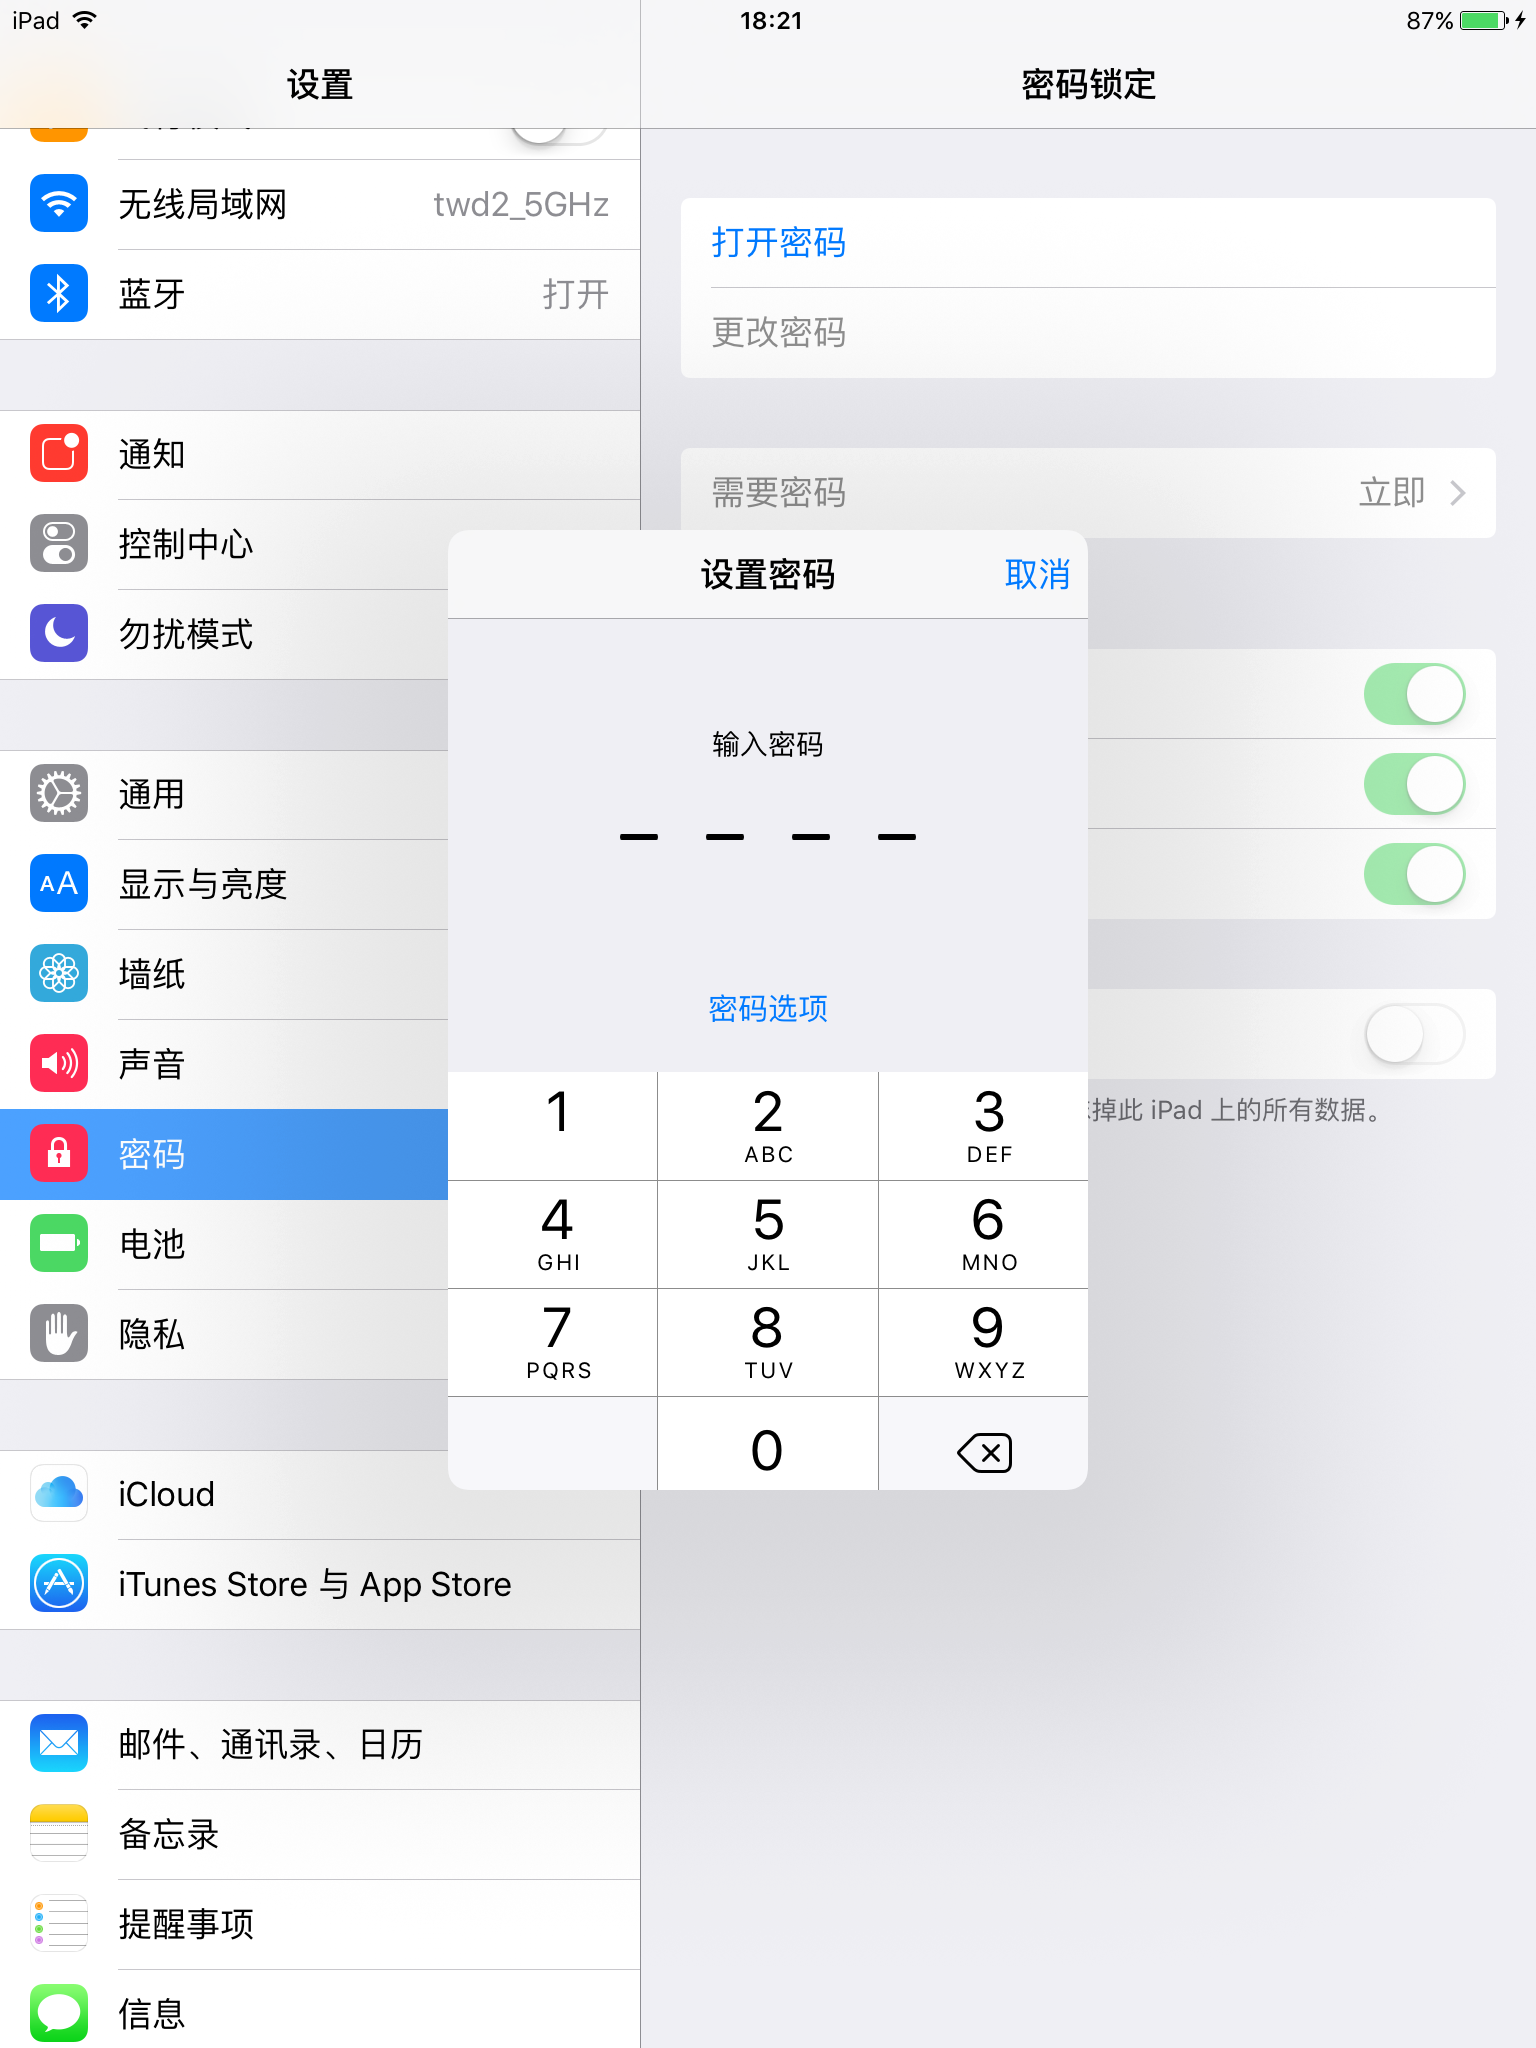 iPad
18:21
87%
设置
无线局域网
twd2_5GHz
蓝牙
打开
通知
控制中心
勿扰模式
通用
AA
显示与亮度
墙纸
声音
密码
电池
隐私
iCloud
iTunes Store 与 App Store
邮件、通讯录、日历
备忘录
提醒事项
信息
密码锁定
打开密码
更改密码
需要密码
立即
掉此 iPad 上的所有数据。
设置密码
取消
输入密码
密码选项
1
2
ABC
3
DEF
4
GHI
5
JKL
6
MNO
7
PQRS
8
TUV
9
WXYZ
0